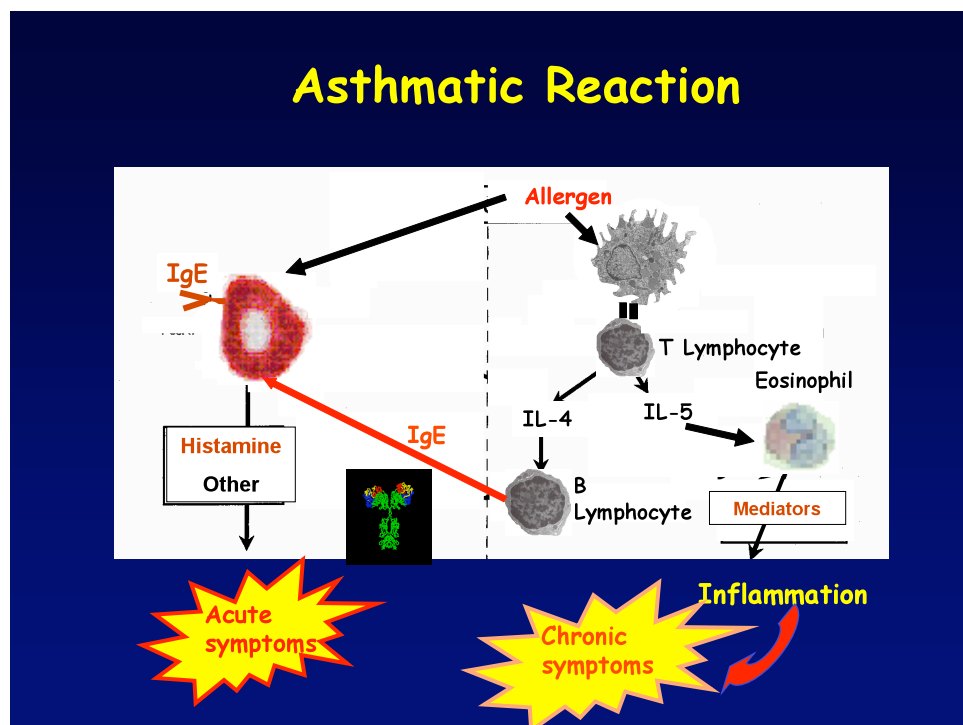 Asthmatic Reaction
Allergen
IgE
T Lymphocyte
Eosinophil
IL-4
IL-5
IgE
Histamine
Other
B
Lymphocyte
Mediators
Inflammation
Acute
symptoms
Chronic
symptoms